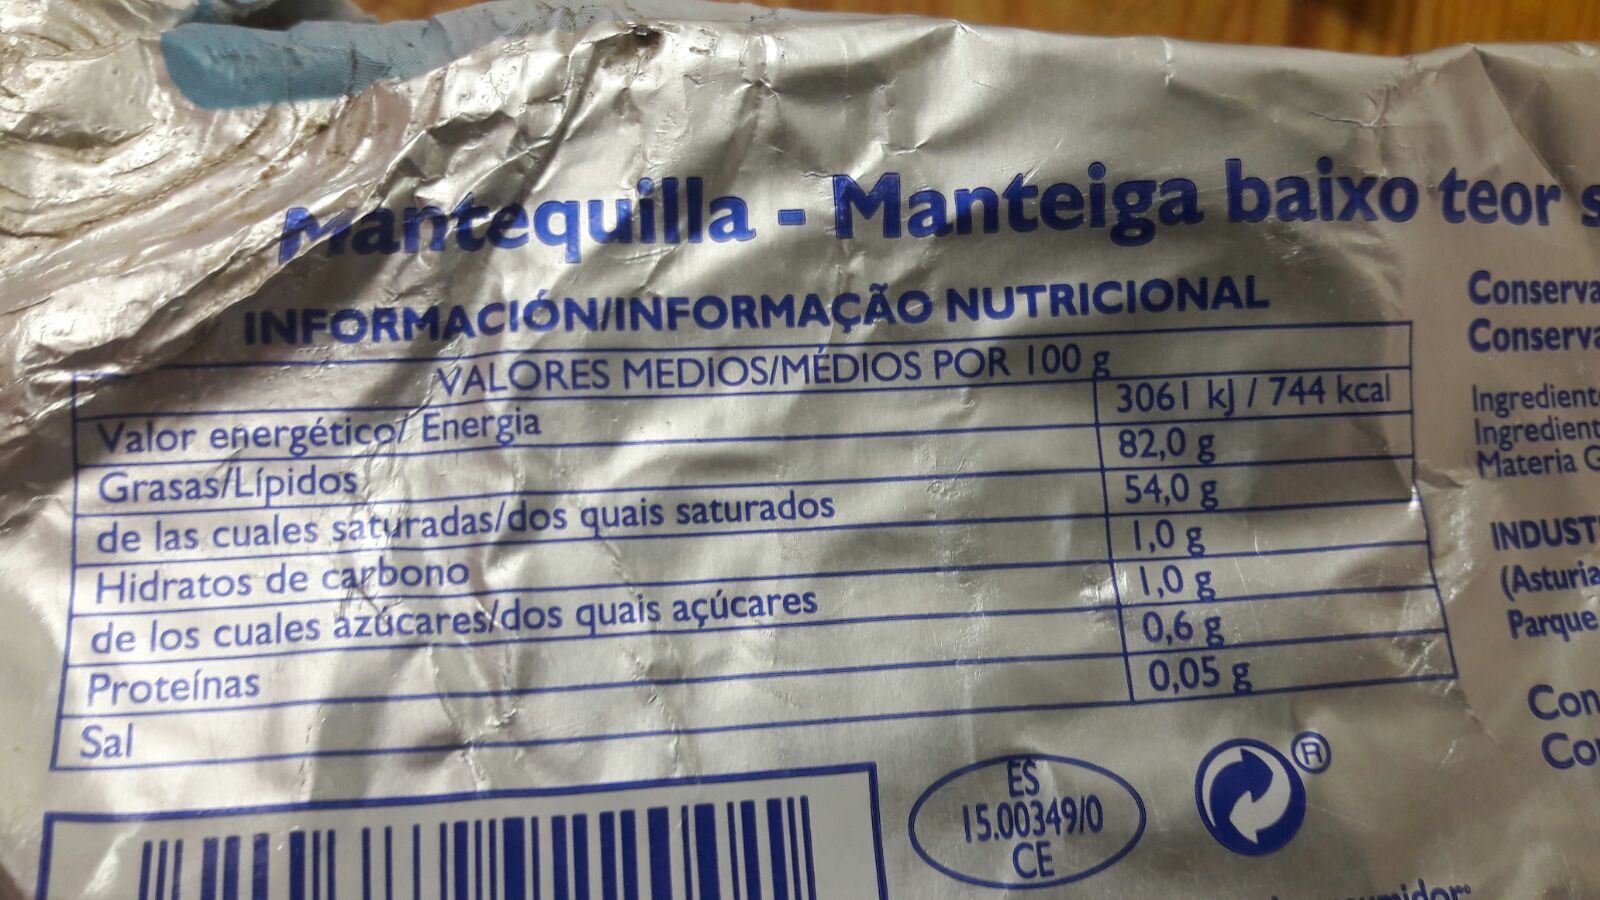 Mantequilla - Manteiga baixo teor
INFORMACIÓN/INFORMAÇÃO NUTRICIONAL
VALORES MEDIOS/MÉDIOS POR 100 g
Valor energético/ Energia 3061 kJ / 744 kcal
Grasas/Lípidos 82,0 g
de las cuales saturadas/dos quais saturados 54,0 g
Hidratos de carbono 1,0 g
de los cuales azúcares/dos quais açúcares 1,0 g
Proteínas 0,6 g
Sal 0,05 g
ES
15.00349/0
CE
®
Conserva
Conserva
Ingrediente
Ingredient
Materia G
INDUST
(Asturia
Parque
Con
Co